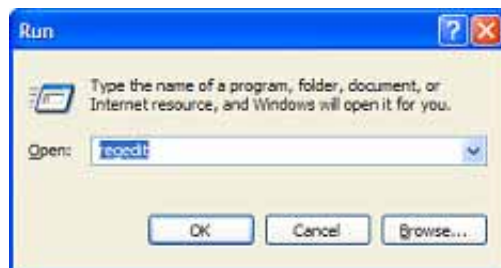 Run
Type the name of a program, folder, document, or
Internet resource, and Windows will open it for you.
Open: regedit
OK Cancel Browse...